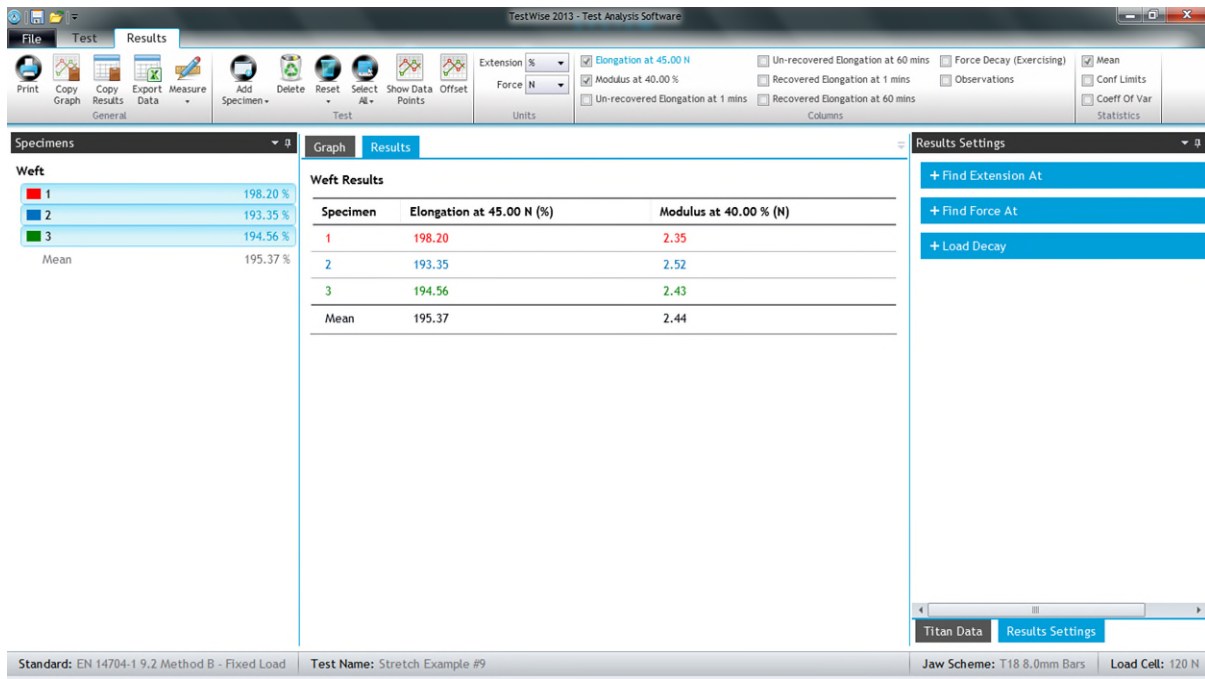 TestWise 2013 - Test Analysis Software
File Test Results
Print
Copy Graph
Copy Results
Export Data
Measure
General
Add Specimen
Delete
Reset
Select All
Show Data Points
Offset
Test
Extension %
Force N
Units
Elongation at 45.00 N
Modulus at 40.00 %
Un-recovered Elongation at 1 mins
Un-recovered Elongation at 60 mins
Recovered Elongation at 1 mins
Recovered Elongation at 60 mins
Force Decay (Exercising)
Observations
Columns
Mean
Conf Limits
Coeff Of Var
Statistics
Specimens
Weft
1 198.20 %
2 193.35 %
3 194.56 %
Mean 195.37 %
Graph Results
Weft Results
Specimen Elongation at 45.00 N (%) Modulus at 40.00 % (N)
1 198.20 2.35
2 193.35 2.52
3 194.56 2.43
Mean 195.37 2.44
Results Settings
+ Find Extension At
+ Find Force At
+ Load Decay
Titan Data Results Settings
Standard: EN 14704-1 9.2 Method B - Fixed Load Test Name: Stretch Example #9 Jaw Scheme: T18 8.0mm Bars Load Cell: 120 N